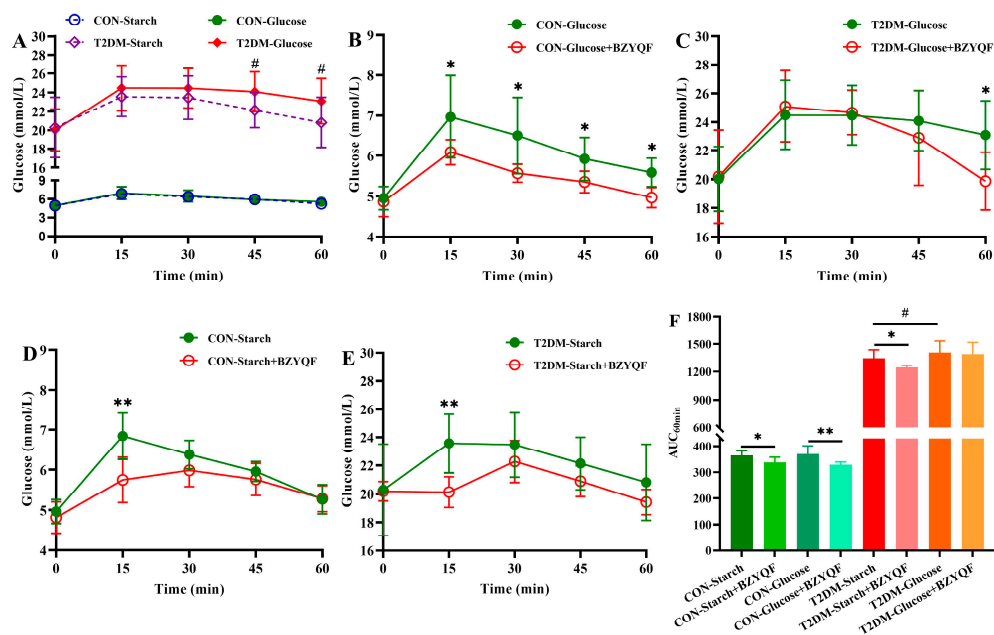 A
CON-Starch
CON-Glucose
T2DM-Starch
T2DM-Glucose
30
28
26
24
22
20
18
16
9
6
3
0
# #
Glucose (mmol/L)
0 15 30 45 60
Time (min)
B
CON-Glucose
CON-Glucose+BZYQF
9
8
7
6
5
4
* * * *
Glucose (mmol/L)
0 15 30 45 60
Time (min)
C
T2DM-Glucose
T2DM-Glucose+BZYQF
30
28
26
24
22
20
18
16
*
Glucose (mmol/L)
0 15 30 45 60
Time (min)
D
CON-Starch
CON-Starch+BZYQF
9
8
7
6
5
4
**
Glucose (mmol/L)
0 15 30 45 60
Time (min)
E
T2DM-Starch
T2DM-Starch+BZYQF
30
28
26
24
22
20
18
16
**
Glucose (mmol/L)
0 15 30 45 60
Time (min)
F
1800
1500
1200
900
600
400
300
200
100
0
* ** * #
AUC60min
CON-Starch
CON-Starch+BZYQF
CON-Glucose
CON-Glucose+BZYQF
T2DM-Starch
T2DM-Starch+BZYQF
T2DM-Glucose
T2DM-Glucose+BZYQF